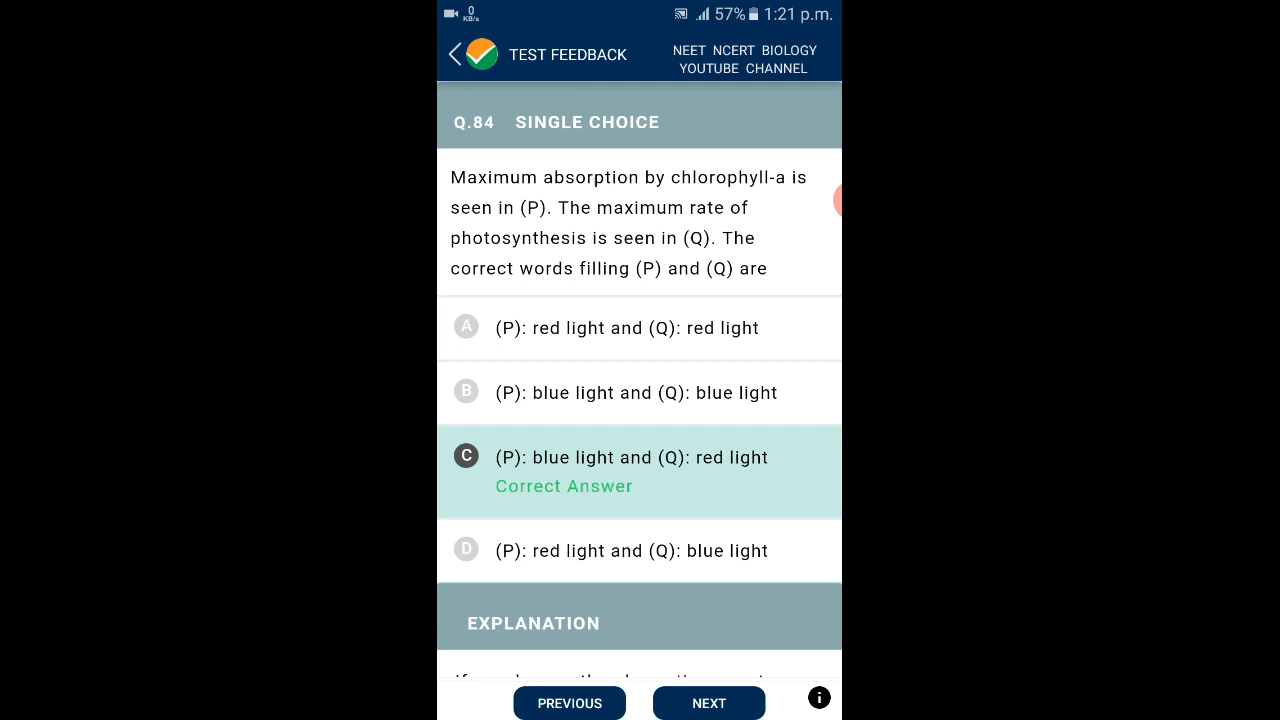 0
KB/s
57%
1:21 p.m.
TEST FEEDBACK
NEET NCERT BIOLOGY
YOUTUBE CHANNEL
Q.84 SINGLE CHOICE
Maximum absorption by chlorophyll-a is
seen in (P). The maximum rate of
photosynthesis is seen in (Q). The
correct words filling (P) and (Q) are
A (P): red light and (Q): red light
B (P): blue light and (Q): blue light
C (P): blue light and (Q): red light
Correct Answer
D (P): red light and (Q): blue light
EXPLANATION
PREVIOUS
NEXT
i